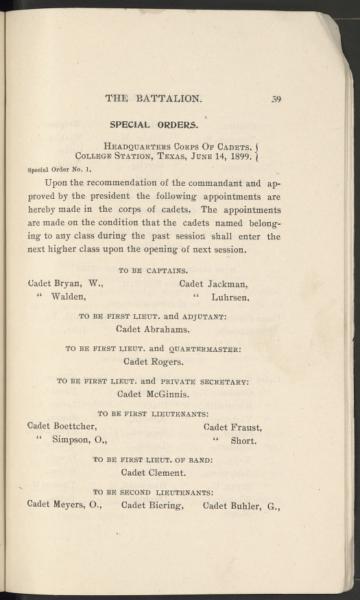 THE BATTALION. 59
SPECIAL ORDERS.
HEADQUARTERS CORPS OF CADETS. }
COLLEGE STATION, TEXAS, JUNE 14, 1899. }
Special Order No. 1.
Upon the recommendation of the commandant and ap-
proved by the president the following appointments are
hereby made in the corps of cadets. The appointments
are made on the condition that the cadets named belong-
ing to any class during the past session shall enter the
next higher class upon the opening of next session.
TO BE CAPTAINS.
Cadet Bryan, W., Cadet Jackman,
" Walden, " Luhrsen.
TO BE FIRST LIEUT. and ADJUTANT:
Cadet Abrahams.
TO BE FIRST LIEUT. and QUARTERMASTER:
Cadet Rogers.
TO BE FIRST LIEUT. and PRIVATE SECRETARY:
Cadet McGinnis.
TO BE FIRST LIEUTENANTS:
Cadet Boettcher, Cadet Fraust,
" Simpson, O., " Short.
TO BE FIRST LIEUT. OF BAND:
Cadet Clement.
TO BE SECOND LIEUTENANTS:
Cadet Meyers, O., Cadet Biering, Cadet Buhler, G.,